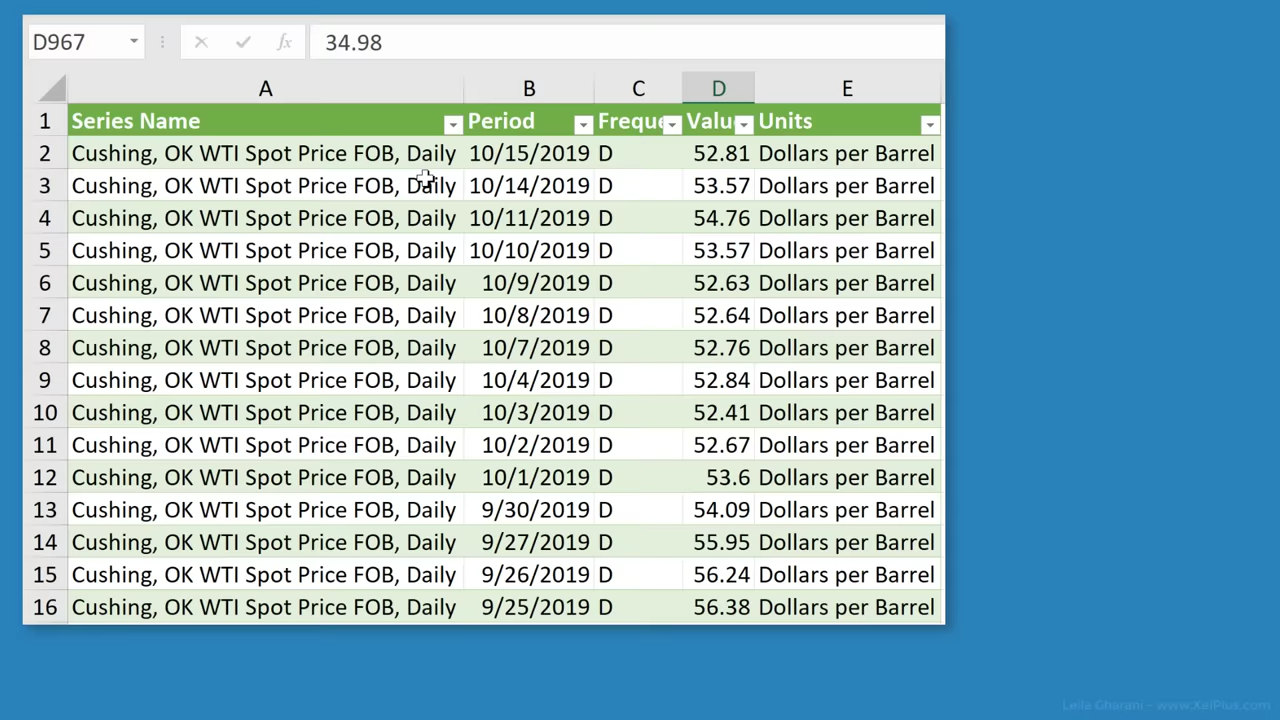 D967 fx 34.98
A B C D E
1 Series Name Period Freque Valu Units
2 Cushing, OK WTI Spot Price FOB, Daily 10/15/2019 D 52.81 Dollars per Barrel
3 Cushing, OK WTI Spot Price FOB, Daily 10/14/2019 D 53.57 Dollars per Barrel
4 Cushing, OK WTI Spot Price FOB, Daily 10/11/2019 D 54.76 Dollars per Barrel
5 Cushing, OK WTI Spot Price FOB, Daily 10/10/2019 D 53.57 Dollars per Barrel
6 Cushing, OK WTI Spot Price FOB, Daily 10/9/2019 D 52.63 Dollars per Barrel
7 Cushing, OK WTI Spot Price FOB, Daily 10/8/2019 D 52.64 Dollars per Barrel
8 Cushing, OK WTI Spot Price FOB, Daily 10/7/2019 D 52.76 Dollars per Barrel
9 Cushing, OK WTI Spot Price FOB, Daily 10/4/2019 D 52.84 Dollars per Barrel
10 Cushing, OK WTI Spot Price FOB, Daily 10/3/2019 D 52.41 Dollars per Barrel
11 Cushing, OK WTI Spot Price FOB, Daily 10/2/2019 D 52.67 Dollars per Barrel
12 Cushing, OK WTI Spot Price FOB, Daily 10/1/2019 D 53.6 Dollars per Barrel
13 Cushing, OK WTI Spot Price FOB, Daily 9/30/2019 D 54.09 Dollars per Barrel
14 Cushing, OK WTI Spot Price FOB, Daily 9/27/2019 D 55.95 Dollars per Barrel
15 Cushing, OK WTI Spot Price FOB, Daily 9/26/2019 D 56.24 Dollars per Barrel
16 Cushing, OK WTI Spot Price FOB, Daily 9/25/2019 D 56.38 Dollars per Barrel
Leila Gharani - www.XelPlus.com